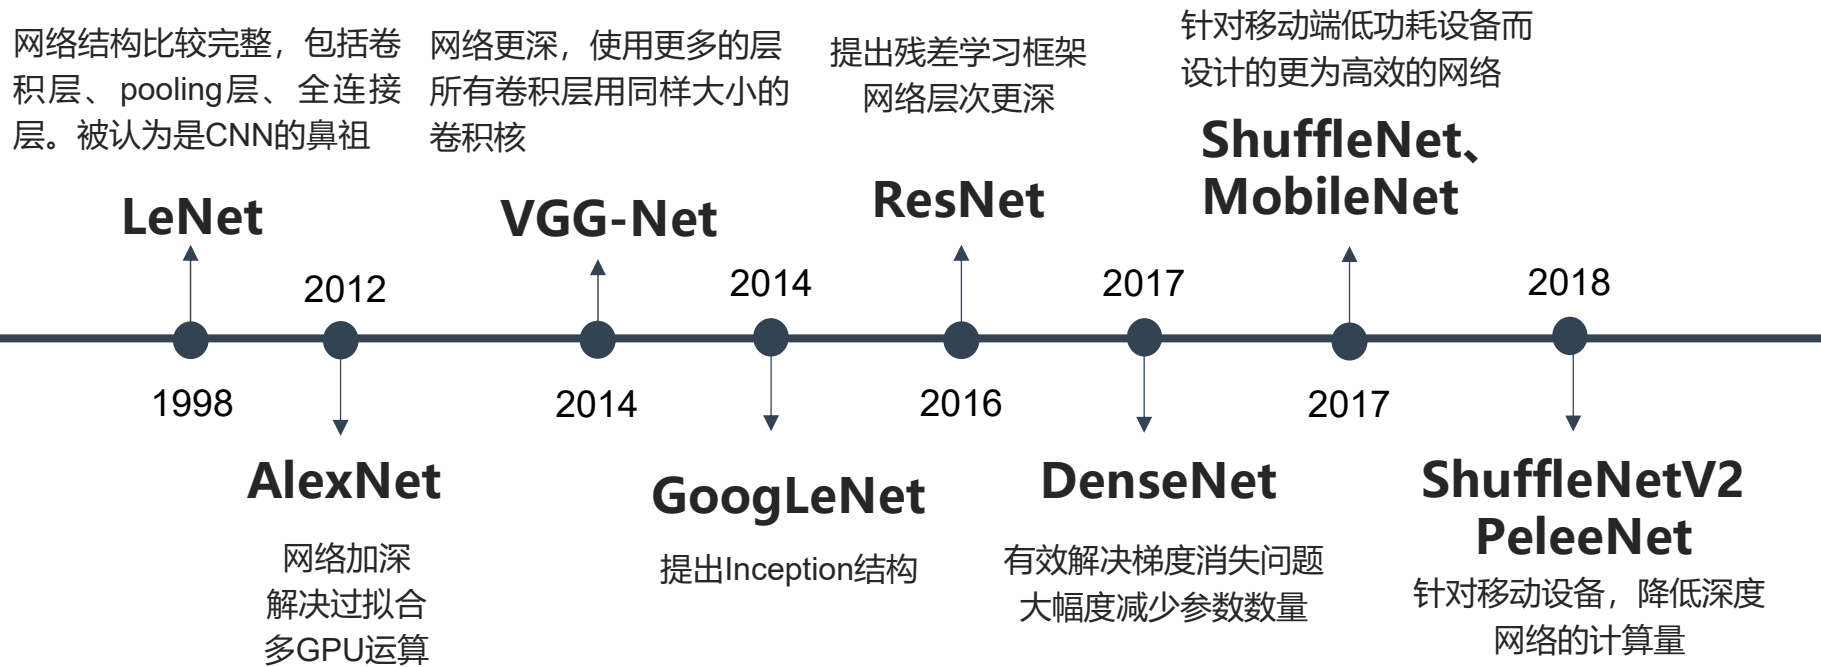 网络结构比较完整，包括卷
积层、pooling层、全连接
层。被认为是CNN的鼻祖
LeNet
1998
2012
AlexNet
网络加深
解决过拟合
多GPU运算
网络更深，使用更多的层
所有卷积层用同样大小的
卷积核
VGG-Net
2014
2014
GoogLeNet
提出Inception结构
提出残差学习框架
网络层次更深
ResNet
2016
2017
DenseNet
有效解决梯度消失问题
大幅度减少参数数量
针对移动端低功耗设备而
设计的更为高效的网络
ShuffleNet、
MobileNet
2017
2018
ShuffleNetV2
PeleeNet
针对移动设备，降低深度
网络的计算量